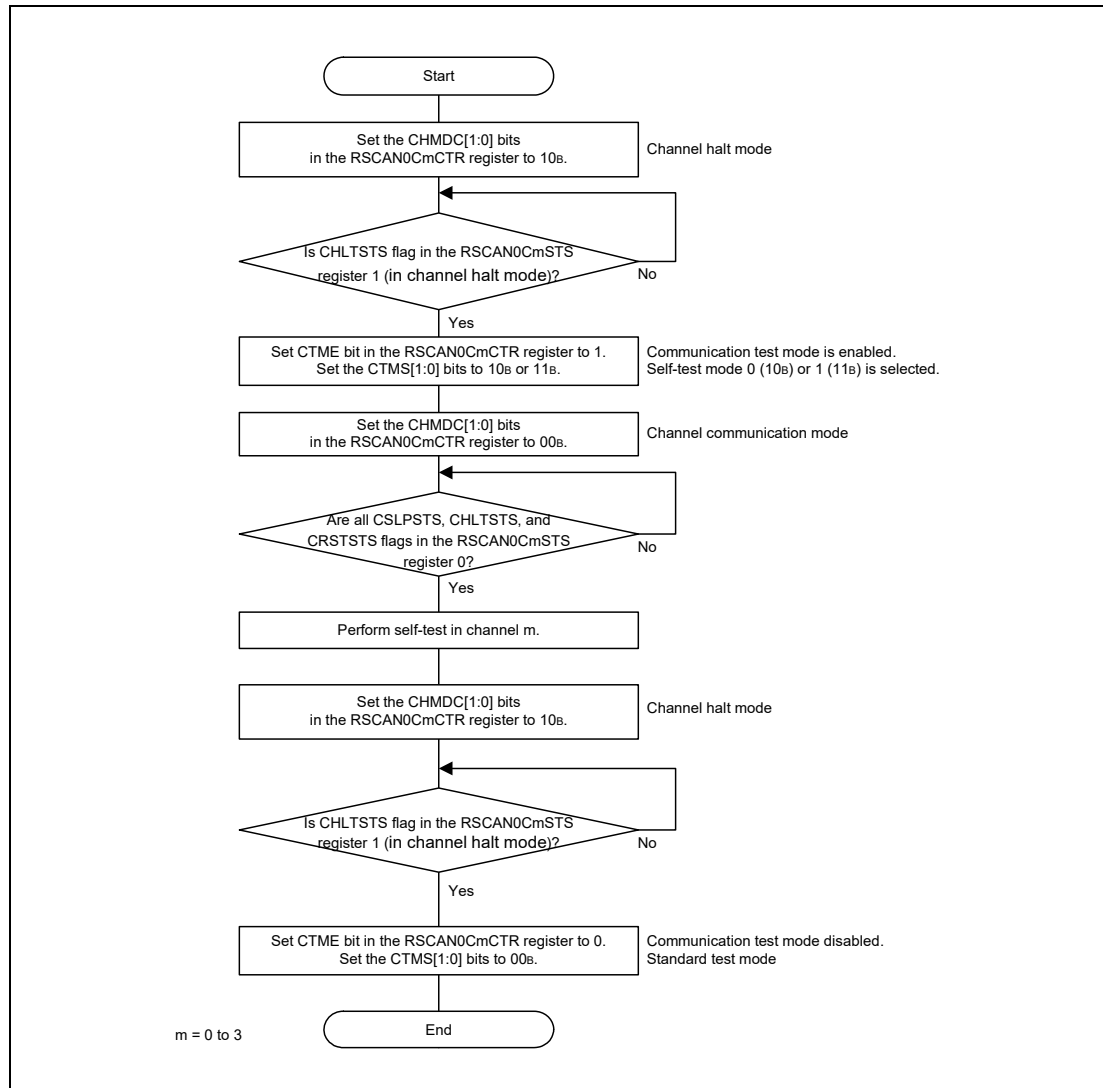 Start
Set the CHMDC[1:0] bits
in the RSCAN0CmCTR register to 10B.
Channel halt mode
Is CHLTSTS flag in the RSCAN0CmSTS
register 1 (in channel halt mode)?
No
Yes
Set CTME bit in the RSCAN0CmCTR register to 1.
Set the CTMS[1:0] bits to 10B or 11B.
Communication test mode is enabled.
Self-test mode 0 (10B) or 1 (11B) is selected.
Set the CHMDC[1:0] bits
in the RSCAN0CmCTR register to 00B.
Channel communication mode
Are all CSLPSTS, CHLTSTS, and
CRSTSTS flags in the RSCAN0CmSTS
register 0?
No
Yes
Perform self-test in channel m.
Set the CHMDC[1:0] bits
in the RSCAN0CmCTR register to 10B.
Channel halt mode
Is CHLTSTS flag in the RSCAN0CmSTS
register 1 (in channel halt mode)?
No
Yes
Set CTME bit in the RSCAN0CmCTR register to 0.
Set the CTMS[1:0] bits to 00B.
Communication test mode disabled.
Standard test mode
End
m = 0 to 3